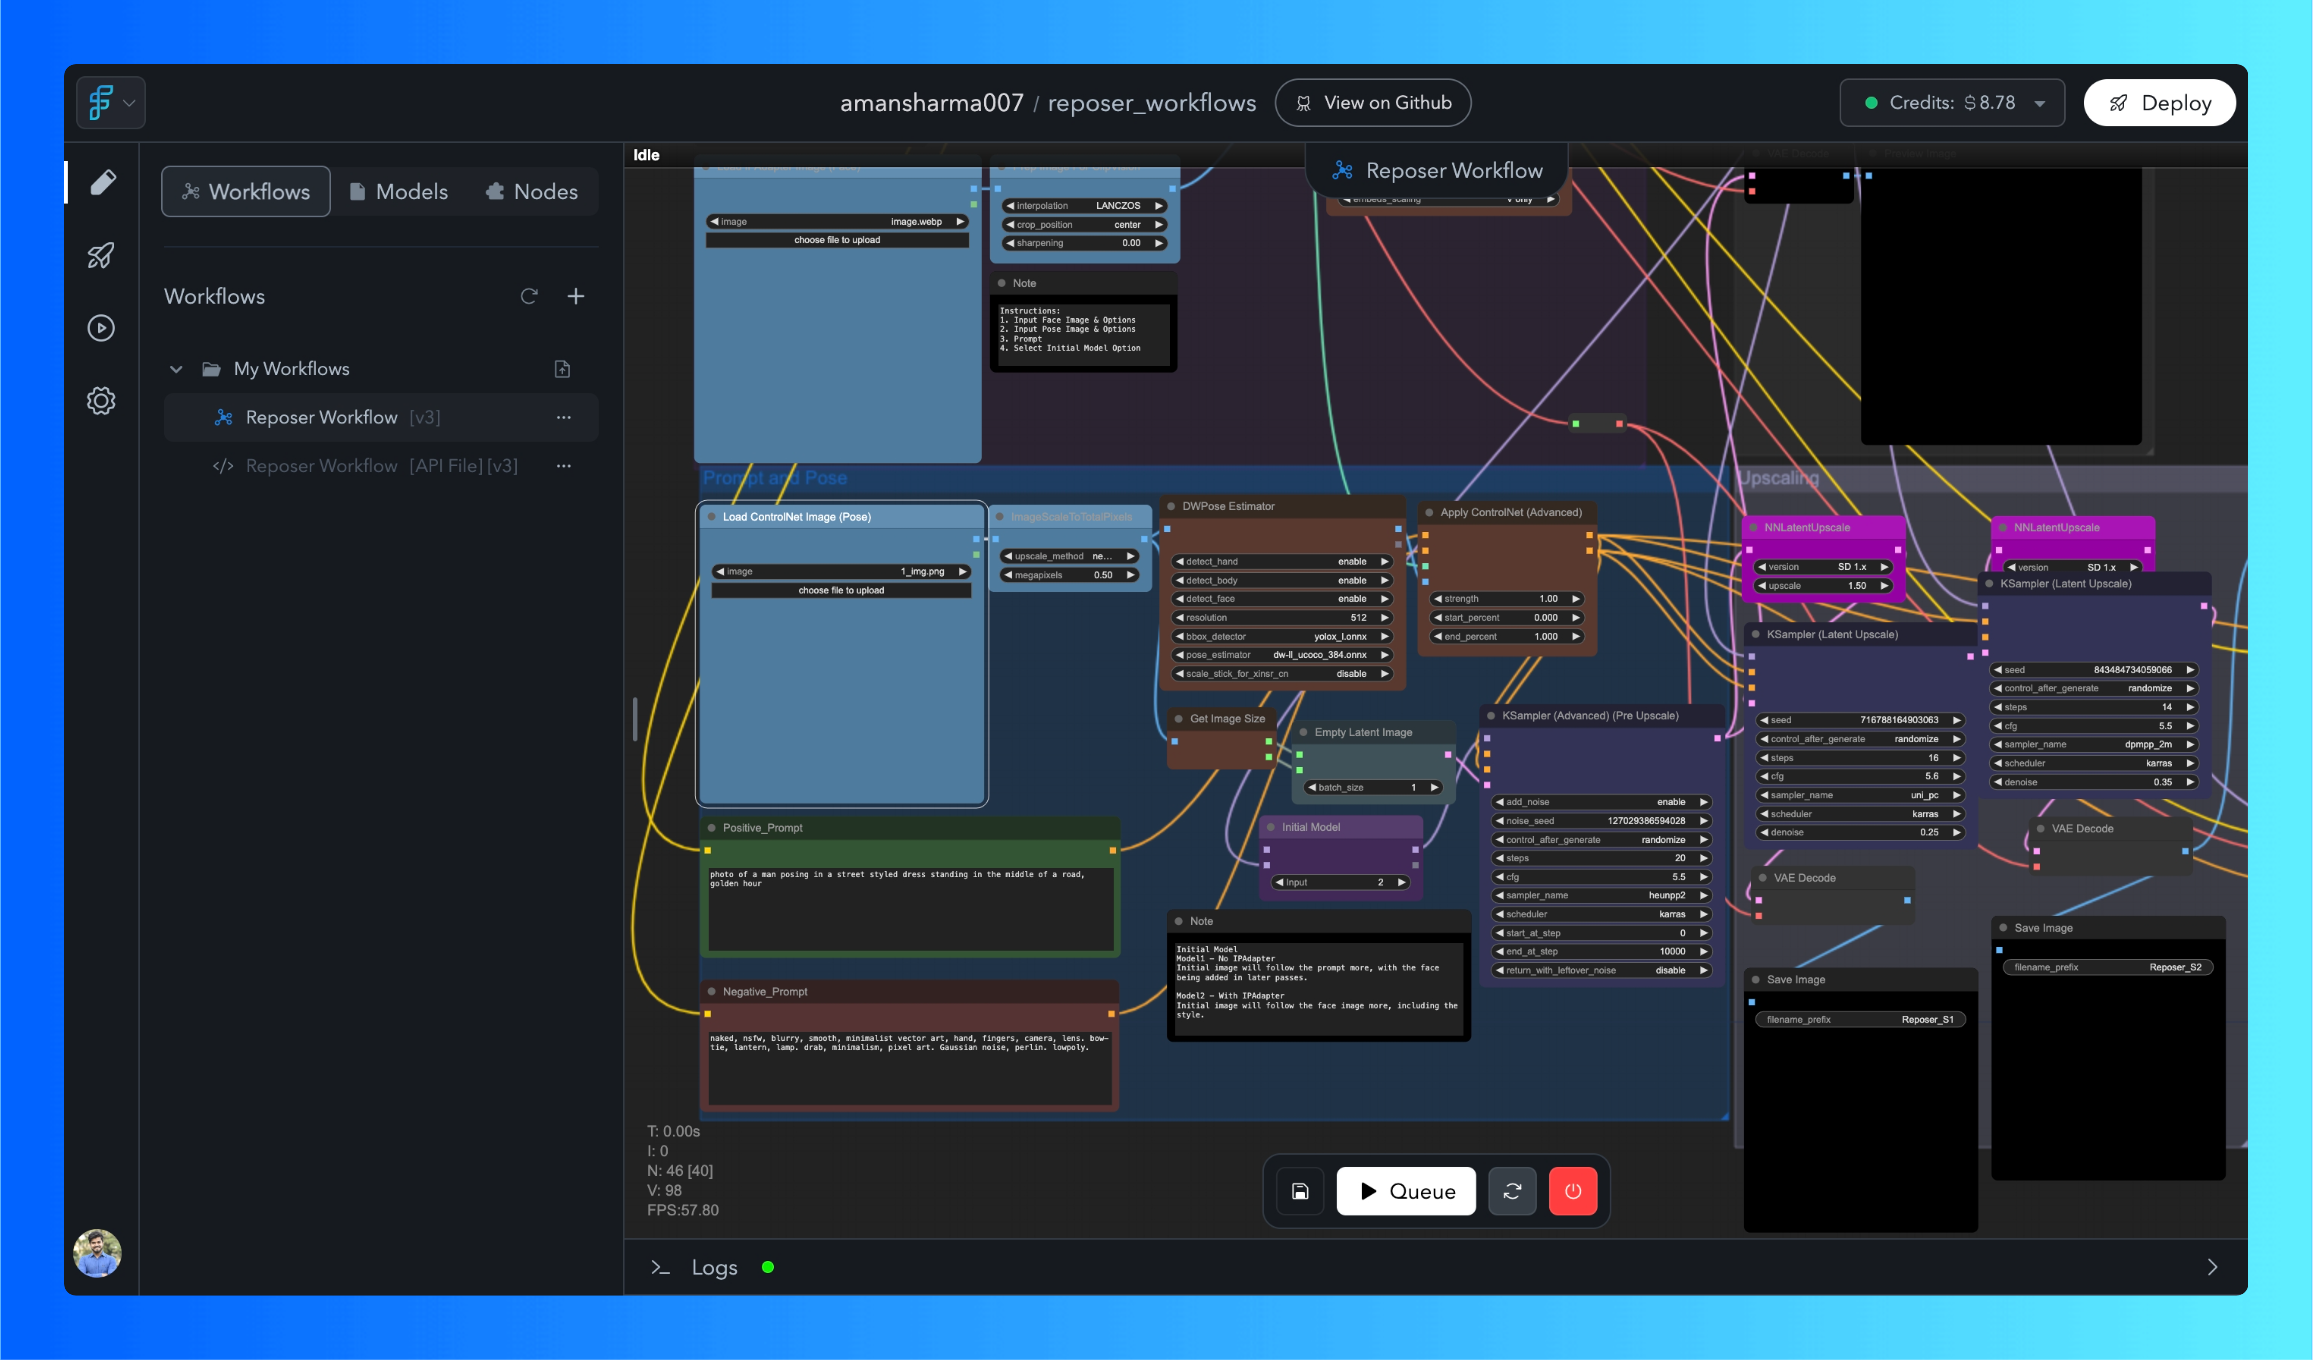 amansharma007 / reposer_workflows
View on Github
Credits: $8.78
Deploy
Workflows
Models
Nodes
Workflows
My Workflows
Reposer Workflow [v3]
Reposer Workflow [API File][v3]
Idle
Reposer Workflow
image image.webp
choose file to upload
interpolation LANCZOS
crop_position center
sharpening 0.00
Note
Instructions:
1. Input Face Image & Options
2. Input Pose Image & Options
3. Prompt
4. Select Initial Model Option
embeds_scaling V only
VAE Decode
Preview Image
Prompt and Pose
Load ControlNet Image (Pose)
image 1_img.png
choose file to upload
ImageScaleToTotalPixels
upscale_method ne...
megapixels 0.50
DWPose Estimator
detect_hand enable
detect_body enable
detect_face enable
resolution 512
bbox_detector yolox_l.onnx
pose_estimator dw-ll_ucoco_384.onnx
scale_stick_for_xinsr_cn disable
Apply ControlNet (Advanced)
strength 1.00
start_percent 0.000
end_percent 1.000
Get Image Size
Empty Latent Image
batch_size 1
Initial Model
Input 2
Note
Initial Model
Model1 – No IPAdapter
Initial image will follow the prompt more, with the face
being added in later passes.
Model2 – With IPAdapter
Initial image will follow the face image more, including the
style.
KSampler (Advanced) (Pre Upscale)
add_noise enable
noise_seed 127029386594028
control_after_generate randomize
steps 20
cfg 5.5
sampler_name heunpp2
scheduler karras
start_at_step 0
end_at_step 10000
return_with_leftover_noise disable
Positive_Prompt
photo of a man posing in a street styled dress standing in the middle of a road,
golden hour
Negative_Prompt
naked, nsfw, blurry, smooth, minimalist vector art, hand, fingers, camera, lens. bow-
tie, lantern, lamp. drab, minimalism, pixel art. Gaussian noise, perlin. lowpoly.
Upscaling
NNLatentUpscale
version SD 1.x
upscale 1.50
NNLatentUpscale
version SD 1.x
KSampler (Latent Upscale)
seed 716788164903063
control_after_generate randomize
steps 16
cfg 5.6
sampler_name uni_pc
scheduler karras
denoise 0.25
KSampler (Latent Upscale)
seed 843484734059066
control_after_generate randomize
steps 14
cfg 5.5
sampler_name dpmpp_2m
scheduler karras
denoise 0.35
VAE Decode
VAE Decode
Save Image
filename_prefix Reposer_S1
Save Image
filename_prefix Reposer_S2
T: 0.00s
I: 0
N: 46 [40]
V: 98
FPS:57.80
Queue
Logs